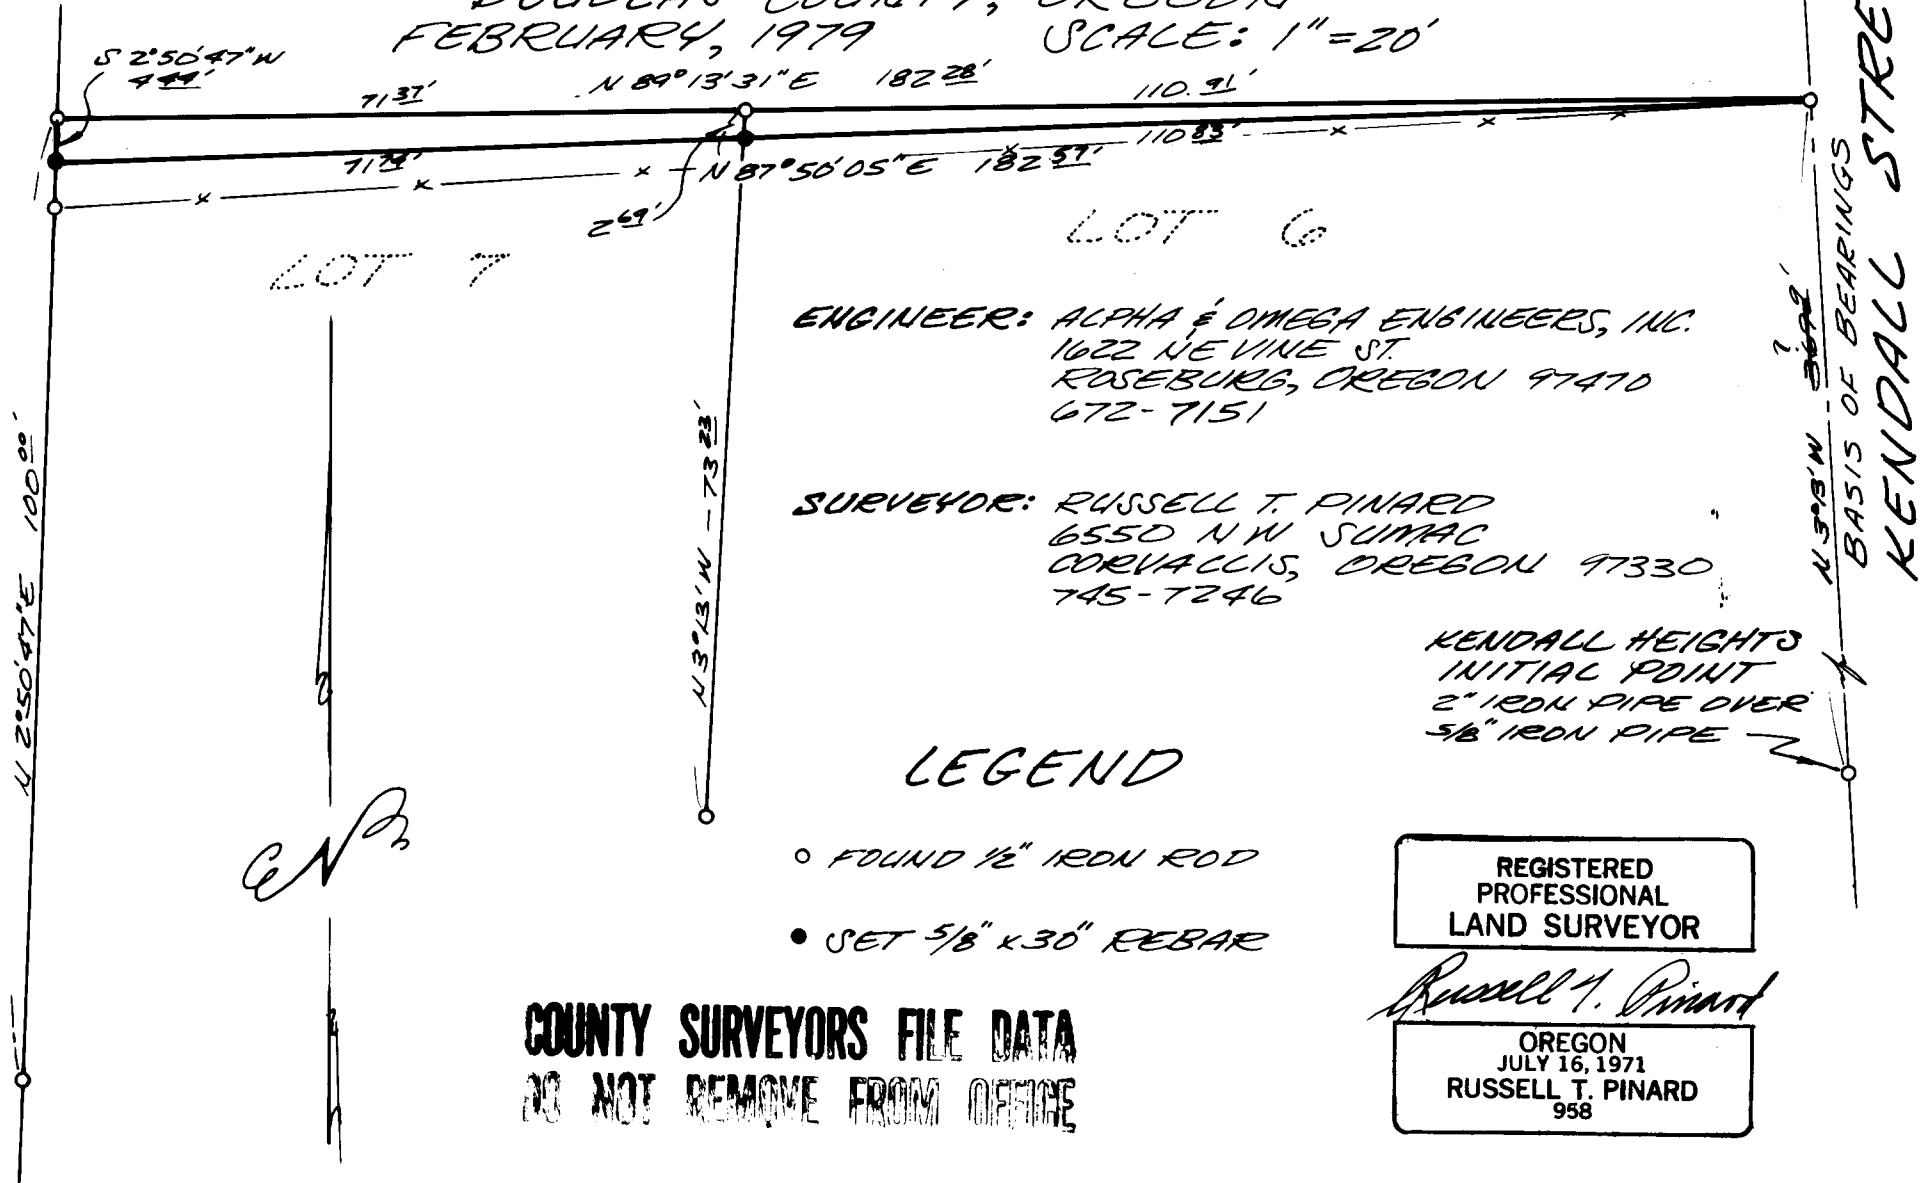 DOUGLAS COUNTY, OREGON
FEBRUARY, 1979 SCALE: 1"=20'
S 2°50'47"W
4.44'
71.37' N 89°13'31"E 182.28' 110.91'
110.83'
N 87°50'05"E 182.57'
2.69'
LOT 7
LOT 6
ENGINEER: ALPHA & OMEGA ENGINEERS, INC.
1622 NE VINE ST.
ROSEBURG, OREGON 97470
672-7151
SURVEYOR: RUSSELL T. PINARD
6550 NW SUMAC
CORVALLIS, OREGON 97330
745-7246
N 2°50'47"E 100.00'
N 3°13'W - 73.23'
N 3°13'W ?
BASIS OF BEARINGS
KENDALL STRE
KENDALL HEIGHTS
INITIAL POINT
2" IRON PIPE OVER
5/8" IRON PIPE
N
LEGEND
FOUND 1/2" IRON ROD
SET 5/8" x 30" REBAR
COUNTY SURVEYORS FILE DATA
DO NOT REMOVE FROM OFFICE
REGISTERED
PROFESSIONAL
LAND SURVEYOR
Russell T. Pinard
OREGON
JULY 16, 1971
RUSSELL T. PINARD
958